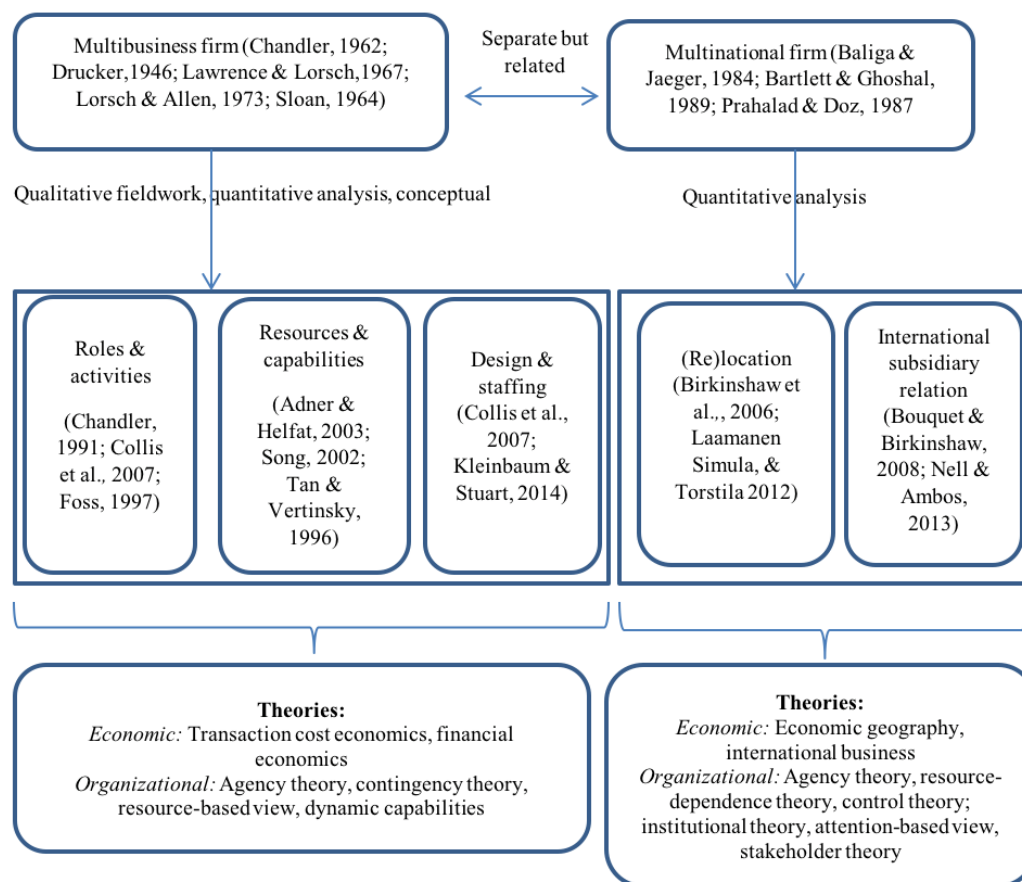 Multibusiness firm (Chandler, 1962;
Drucker,1946; Lawrence & Lorsch,1967;
Lorsch & Allen, 1973; Sloan, 1964)
Separate but
related
Multinational firm (Baliga &
Jaeger, 1984; Bartlett & Ghoshal,
1989; Prahalad & Doz, 1987
Qualitative fieldwork, quantitative analysis, conceptual
Quantitative analysis
Roles &
activities
(Chandler,
1991; Collis
et al., 2007;
Foss, 1997)
Resources &
capabilities
(Adner &
Helfat, 2003;
Song, 2002;
Tan &
Vertinsky,
1996)
Design &
staffing
(Collis et al.,
2007;
Kleinbaum &
Stuart, 2014)
(Re)location
(Birkinshaw et
al.,, 2006;
Laamanen
Simula, &
Torstila 2012)
International
subsidiary
relation
(Bouquet &
Birkinshaw,
2008; Nell &
Ambos,
2013)
Theories:
Economic: Transaction cost economics, financial
economics
Organizational: Agency theory, contingency theory,
resource-based view, dynamic capabilities
Theories:
Economic: Economic geography,
international business
Organizational: Agency theory, resource-
dependence theory, control theory;
institutional theory, attention-based view,
stakeholder theory